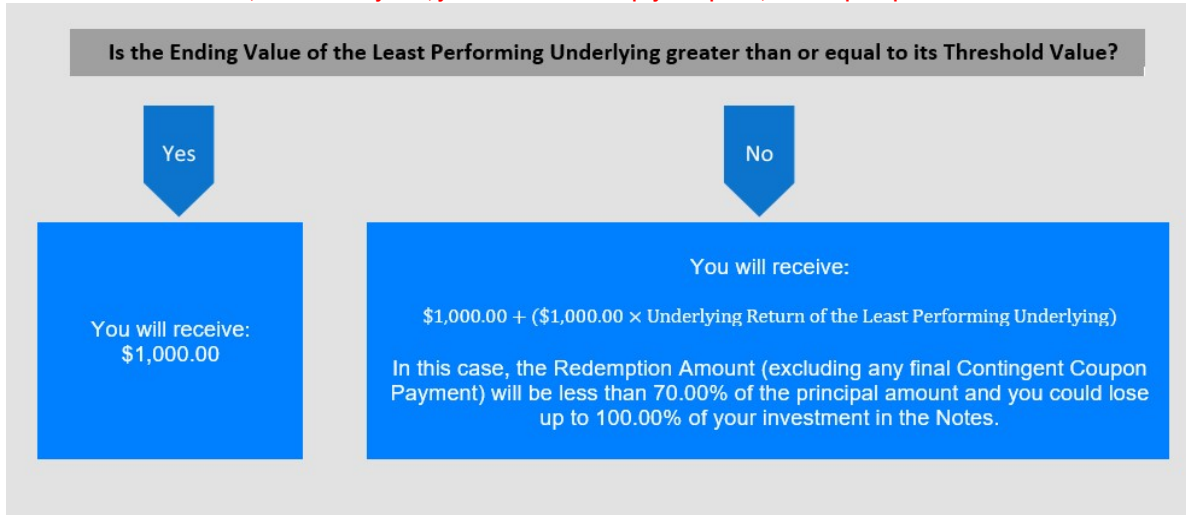 Is the Ending Value of the Least Performing Underlying greater than or equal to its Threshold Value?
Yes
No
You will receive:
$1,000.00
You will receive:
$1,000.00 + ($1,000.00 × Underlying Return of the Least Performing Underlying)
In this case, the Redemption Amount (excluding any final Contingent Coupon
Payment) will be less than 70.00% of the principal amount and you could lose
up to 100.00% of your investment in the Notes.